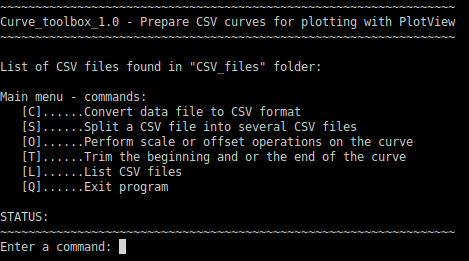 ~~~~~~~~~~~~~~~~~~~~~~~~~~~~~~~~~~~~~~~~~~~~~~~~~~~~~~~~~~~~~~~~~
Curve_toolbox_1.0 - Prepare CSV curves for plotting with PlotView
~~~~~~~~~~~~~~~~~~~~~~~~~~~~~~~~~~~~~~~~~~~~~~~~~~~~~~~~~~~~~~~~~
List of CSV files found in "CSV_files" folder:
Main menu - commands:
[C]......Convert data file to CSV format
[S]......Split a CSV file into several CSV files
[O]......Perform scale or offset operations on the curve
[T]......Trim the beginning and or the end of the curve
[L]......List CSV files
[Q]......Exit program
STATUS:
~~~~~~~~~~~~~~~~~~~~~~~~~~~~~~~~~~~~~~~~~~~~~~~~~~~~~~~~~~~~~~~~~
Enter a command: